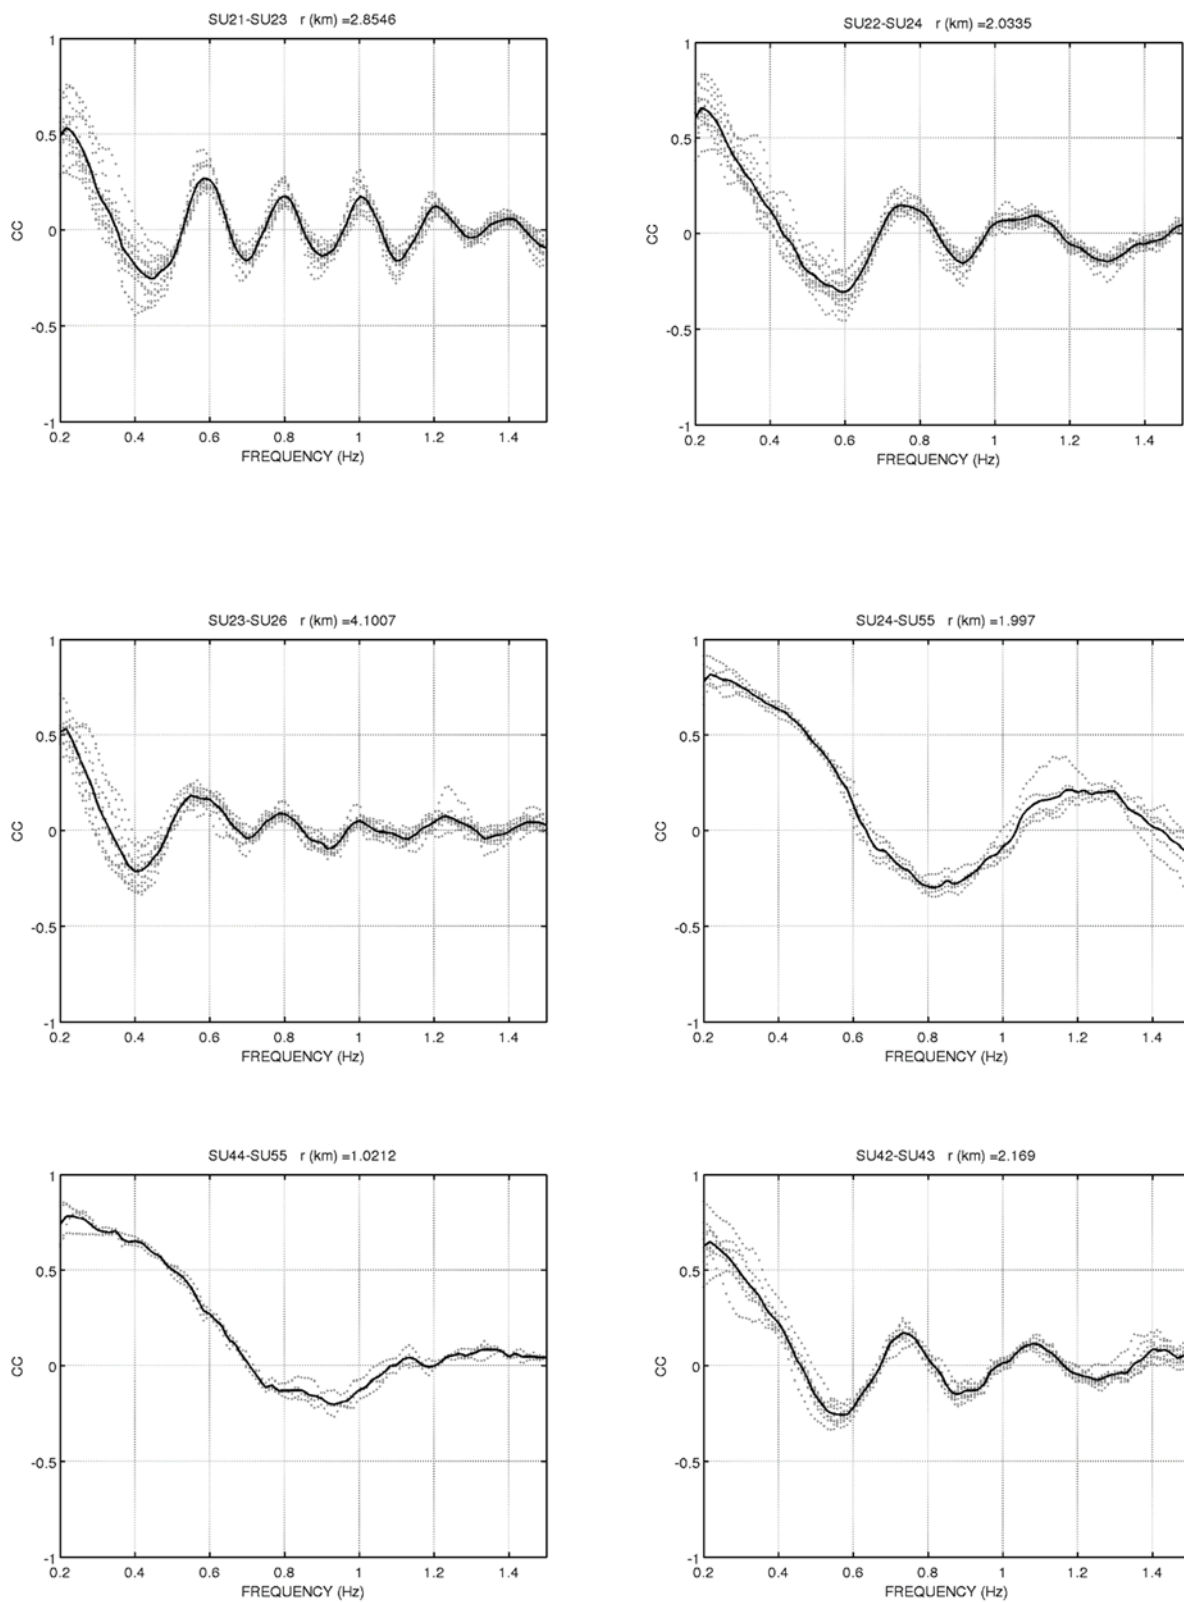 SU21-SU23 r (km) =2.8546
1
0.5
0
-0.5
-1
CC
0.2 0.4 0.6 0.8 1 1.2 1.4
FREQUENCY (Hz)
SU22-SU24 r (km) =2.0335
1
0.5
0
-0.5
-1
CC
0.2 0.4 0.6 0.8 1 1.2 1.4
FREQUENCY (Hz)
SU23-SU26 r (km) =4.1007
1
0.5
0
-0.5
-1
CC
0.2 0.4 0.6 0.8 1 1.2 1.4
FREQUENCY (Hz)
SU24-SU55 r (km) =1.997
1
0.5
0
-0.5
-1
CC
0.2 0.4 0.6 0.8 1 1.2 1.4
FREQUENCY (Hz)
SU44-SU55 r (km) =1.0212
1
0.5
0
-0.5
-1
CC
0.2 0.4 0.6 0.8 1 1.2 1.4
FREQUENCY (Hz)
SU42-SU43 r (km) =2.169
1
0.5
0
-0.5
-1
CC
0.2 0.4 0.6 0.8 1 1.2 1.4
FREQUENCY (Hz)